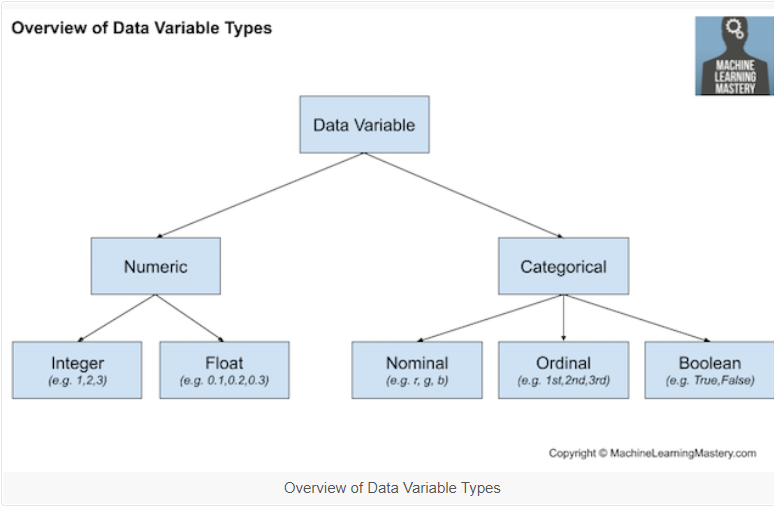 Overview of Data Variable Types
MACHINE
LEARNING
MASTERY
Data Variable
Numeric
Categorical
Integer
(e.g. 1,2,3)
Float
(e.g. 0.1,0.2,0.3)
Nominal
(e.g. r, g, b)
Ordinal
(e.g. 1st,2nd,3rd)
Boolean
(e.g. True,False)
Copyright © MachineLearningMastery.com
Overview of Data Variable Types